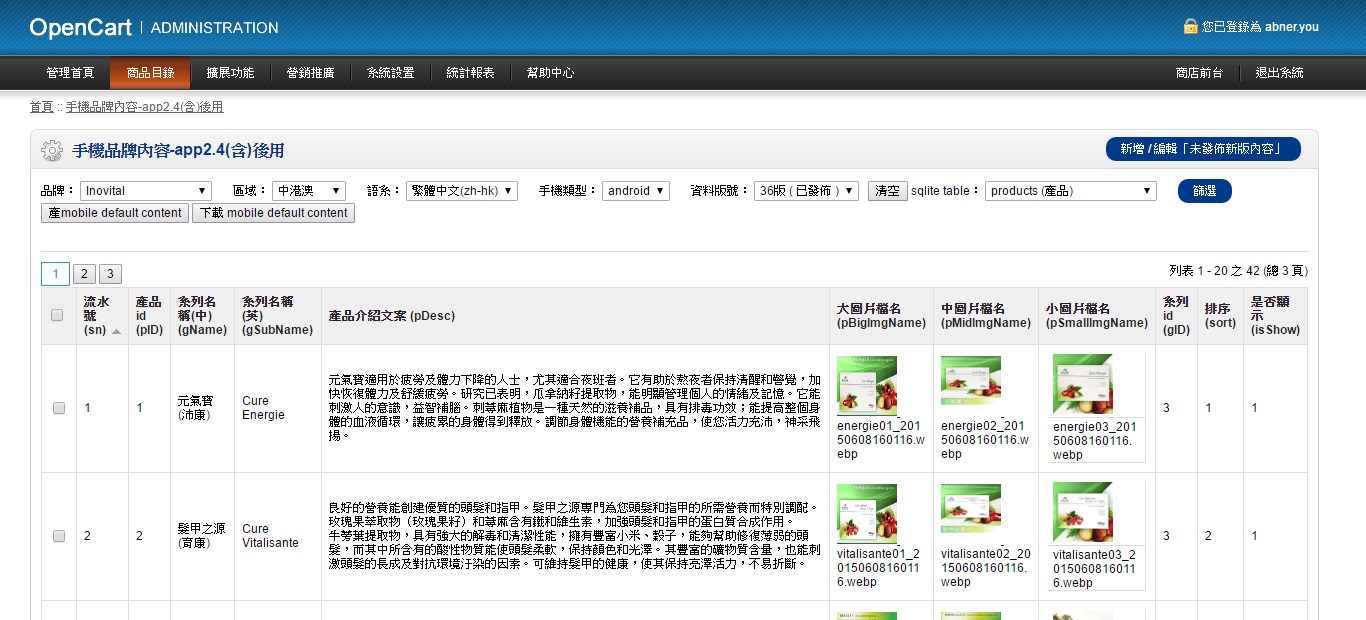 OpenCart | ADMINISTRATION
您已登錄為 abner.you
管理首頁 商品目錄 擴展功能 營銷推廣 系統設置 統計報表 幫助中心 商店前台 退出系統
首頁 :: 手機品牌內容-app2.4(含)後用
手機品牌內容-app2.4(含)後用
新增 /編輯「未發佈新版內容」
品牌： Inovital 區域： 中港澳 語系： 繁體中文(zh-hk) 手機類型： android 資料版號： 36版 ( 已發佈 ) 清空 sqlite table： products (產品) 篩選
產mobile default content 下載 mobile default content
1 2 3
列表 1 - 20 之 42 (總 3 頁)
流水號 (sn)
產品 id (pID)
系列名稱(中) (gName)
系列名稱(英) (gSubName)
產品介紹文案 (pDesc)
大圖片檔名 (pBigImgName)
中圖片檔名 (pMidImgName)
小圖片檔名 (pSmallImgName)
系列 id (gID)
排序 (sort)
是否顯示 (isShow)
1
1
元氣寶 (沛康)
Cure Energie
元氣寶適用於疲勞及體力下降的人士，尤其適合夜班者。它有助於熬夜者保持清醒和警覺，加
快恢復體力及舒緩疲勞。研究已表明，瓜拿納籽提取物，能明顯管理個人的情緒及記憶。它能
刺激人的意識，益智補腦。刺蕁麻植物是一種天然的滋養補品，具有排毒功效；能提高整個身
體的血液循環，讓疲累的身體得到釋放。調節身體機能的營養補充品，使您活力充沛，神采飛
揚。
energie01_20150608160116.webp
energie02_20150608160116.webp
energie03_20150608160116.webp
3
1
1
2
2
髮甲之源 (育康)
Cure Vitalisante
良好的營養能創建優質的頭髮和指甲。髮甲之源專門為您頭髮和指甲的所需營養而特別調配。
玫瑰果萃取物（玫瑰果籽）和蕁麻含有鐵和維生素，加強頭髮和指甲的蛋白質合成作用。
牛蒡葉提取物，具有強大的解毒和清潔性能，擁有豐富小米、穀子，能夠幫助修復薄弱的頭
髮，而其中所含有的酸性物質能使頭髮柔軟，保持顏色和光澤。其豐富的礦物質含量，也能刺
激頭髮的長成及對抗環境汙染的因素。可維持髮甲的健康，使其保持亮澤活力，不易折斷。
vitalisante01_20150608160116.webp
vitalisante02_20150608160116.webp
vitalisante03_20150608160116.webp
3
2
1